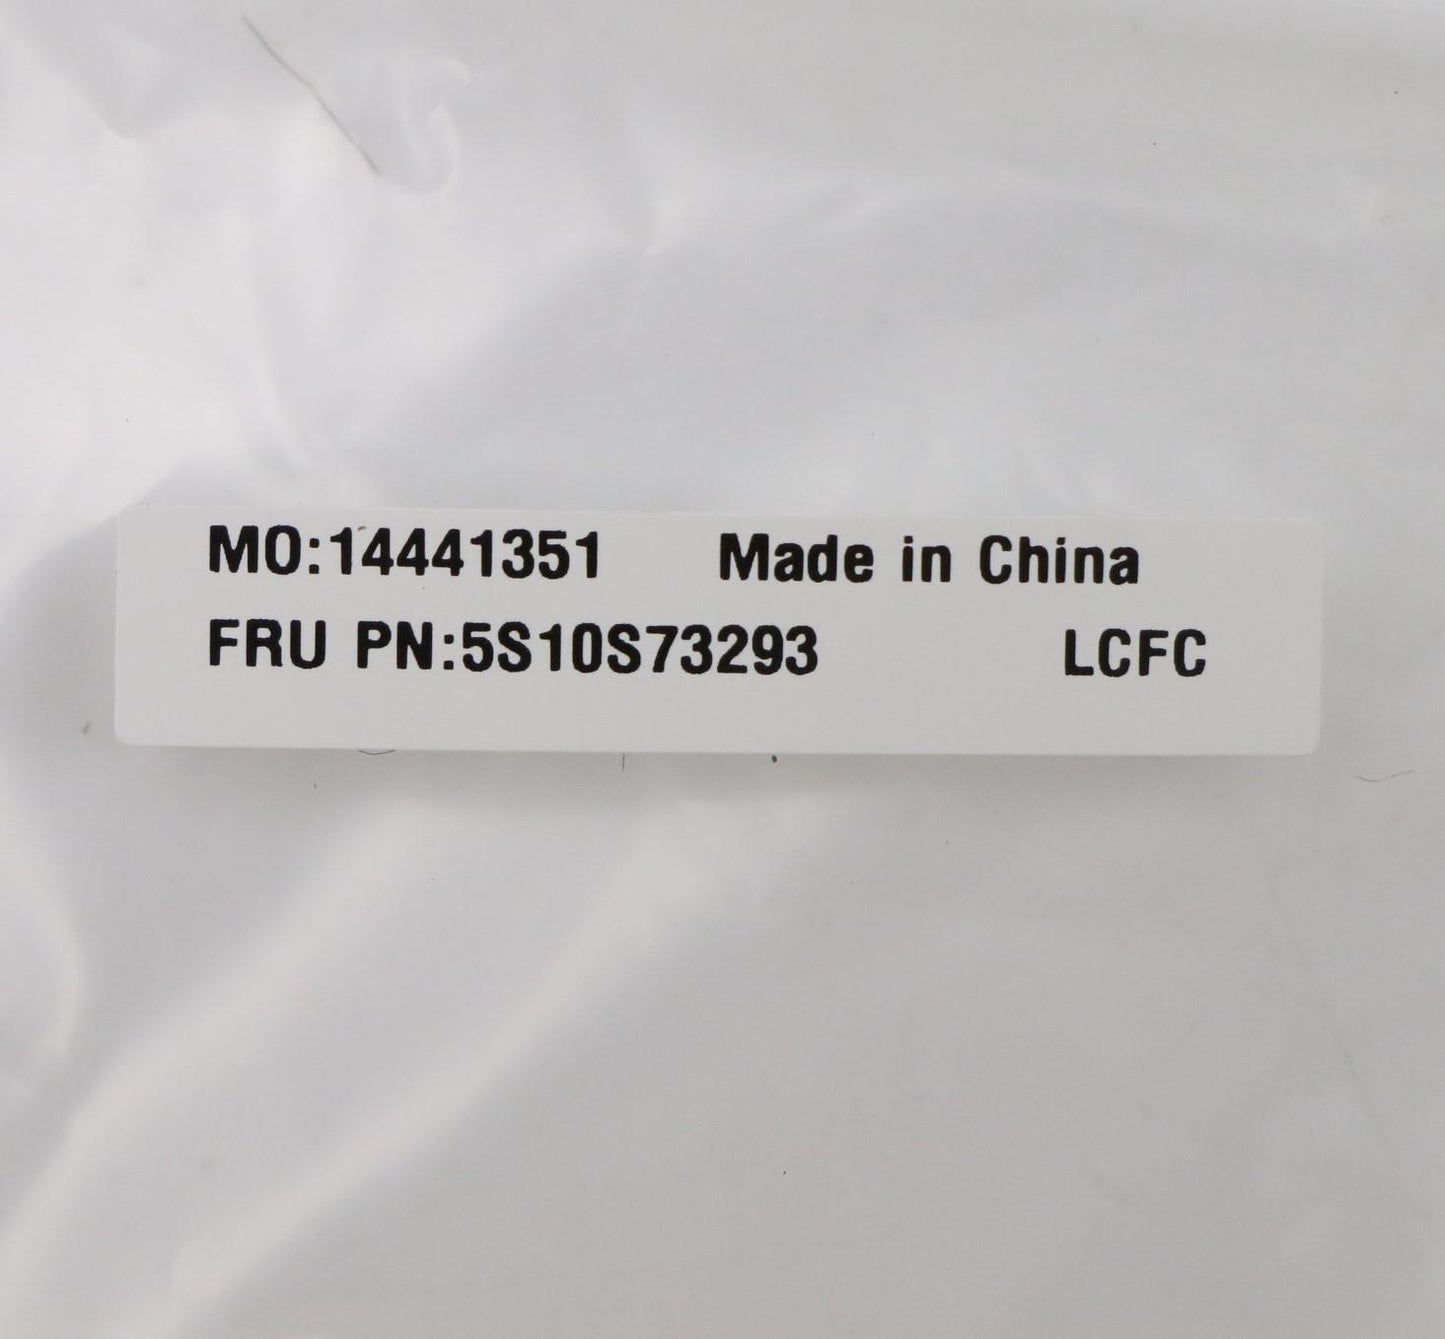 MO:14441351 Made in China
FRU PN:5S10S73293 LCFC